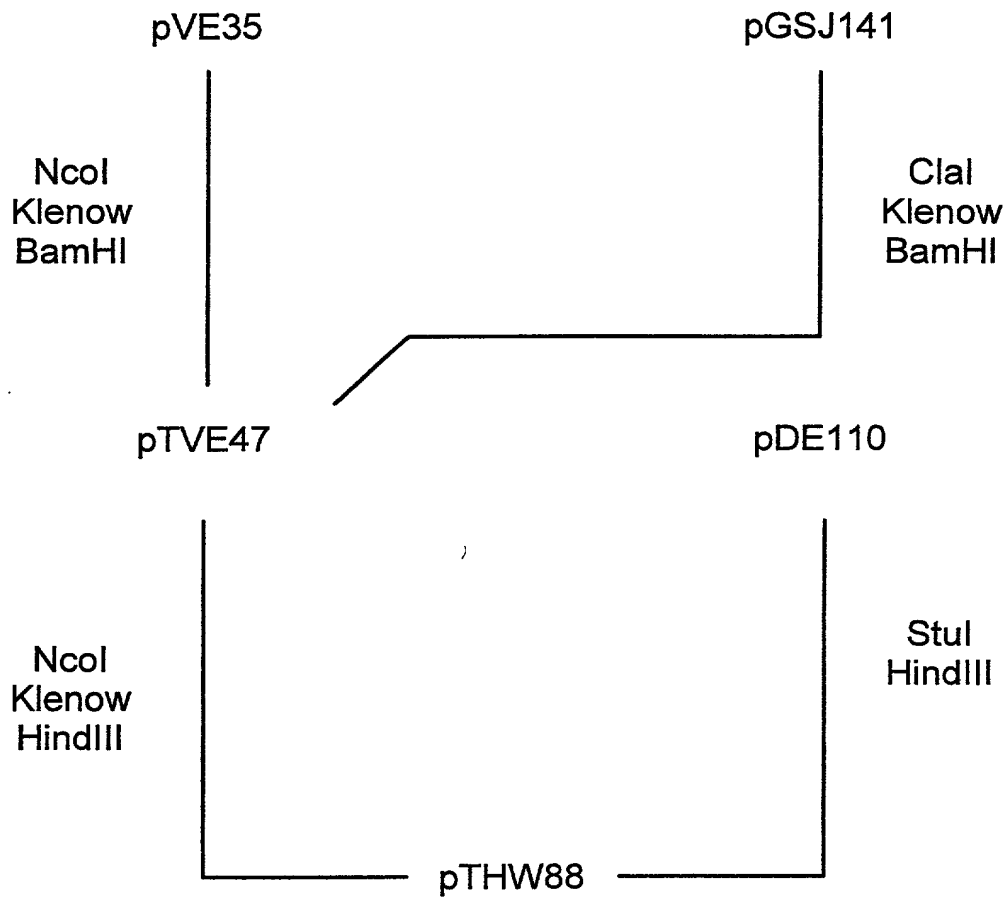 pVE35
pGSJ141
NcoI
Klenow
BamHI
ClaI
Klenow
BamHI
pTVE47
pDE110
NcoI
Klenow
HindIII
StuI
HindIII
pTHW88